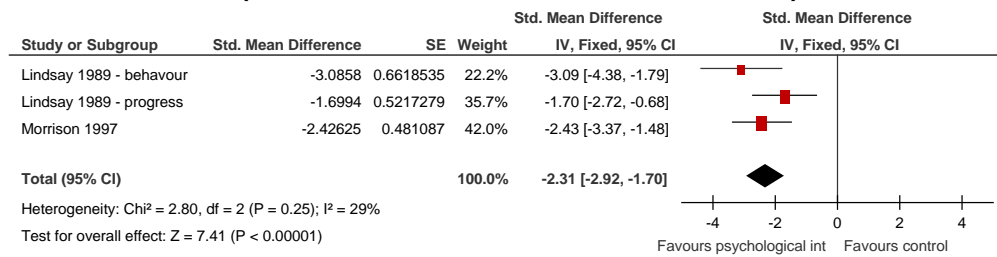 Std. Mean Difference Std. Mean Difference
Study or Subgroup Std. Mean Difference SE Weight IV, Fixed, 95% CI IV, Fixed, 95% CI
Lindsay 1989 - behavour -3.0858 0.6618535 22.2% -3.09 [-4.38, -1.79]
Lindsay 1989 - progress -1.6994 0.5217279 35.7% -1.70 [-2.72, -0.68]
Morrison 1997 -2.42625 0.481087 42.0% -2.43 [-3.37, -1.48]
Total (95% CI) 100.0% -2.31 [-2.92, -1.70]
Heterogeneity: Chi² = 2.80, df = 2 (P = 0.25); I² = 29%
Test for overall effect: Z = 7.41 (P < 0.00001)
-4 -2 0 2 4
Favours psychological int Favours control